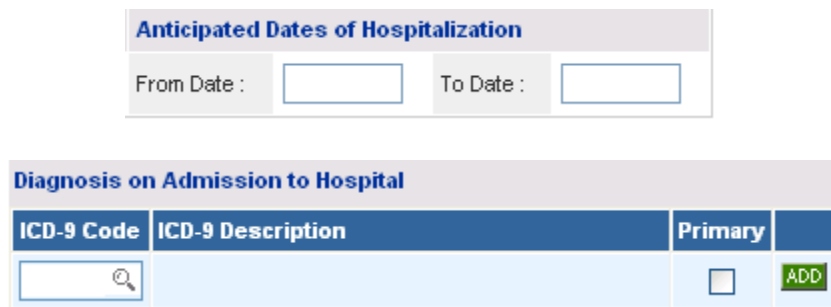 Anticipated Dates of Hospitalization
From Date : To Date :
Diagnosis on Admission to Hospital
ICD-9 Code ICD-9 Description Primary
ADD